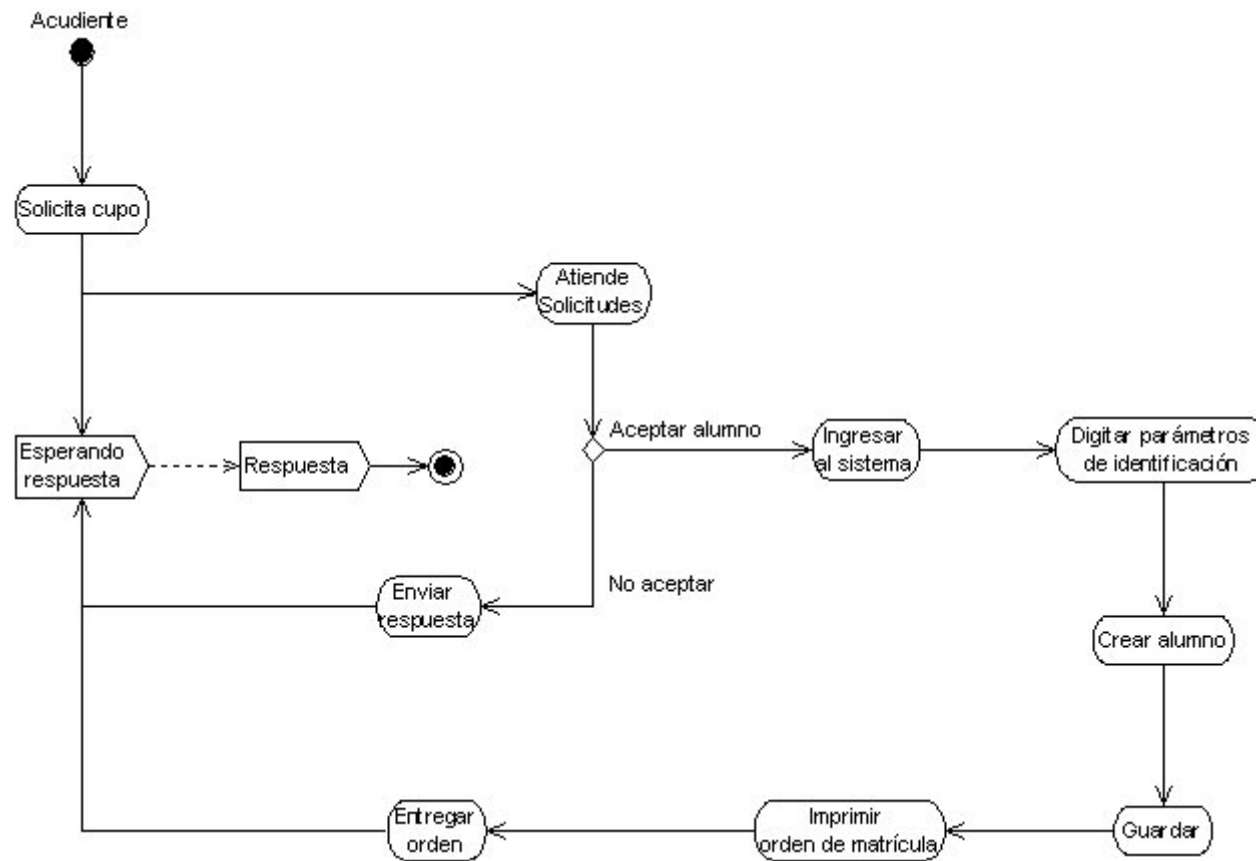 Acudiente
Solicita cupo
Atiende
Solicitudes
Esperando
respuesta
Respuesta
Aceptar alumno
Ingresar
al sistema
Digitar parámetros
de identificación
No aceptar
Enviar
respuesta
Crear alumno
Entregar
orden
Imprimir
orden de matrícula
Guardar